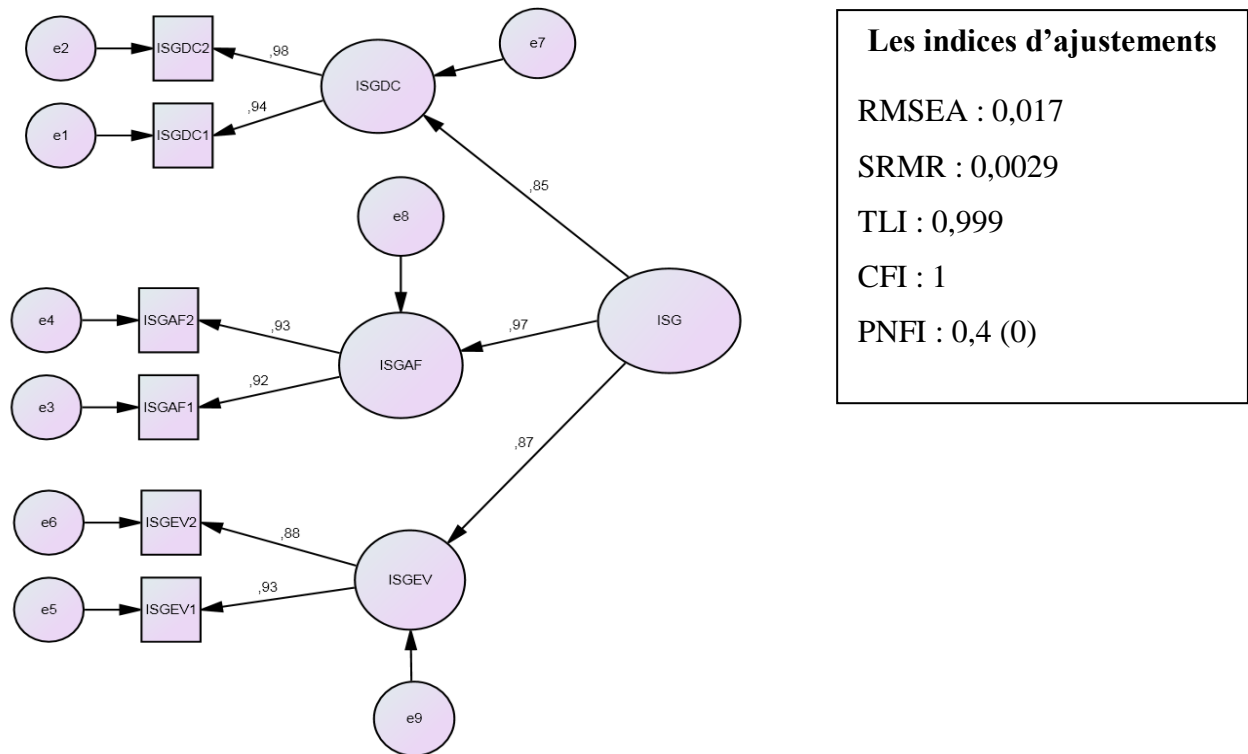 e2
ISGDC2
,98
ISGDC
e7
e1
ISGDC1
,94
,85
e8
e4
ISGAF2
,93
ISGAF
,97
ISG
e3
ISGAF1
,92
,87
e6
ISGEV2
,88
ISGEV
e5
ISGEV1
,93
e9
Les indices d’ajustements
RMSEA : 0,017
SRMR : 0,0029
TLI : 0,999
CFI : 1
PNFI : 0,4 (0)